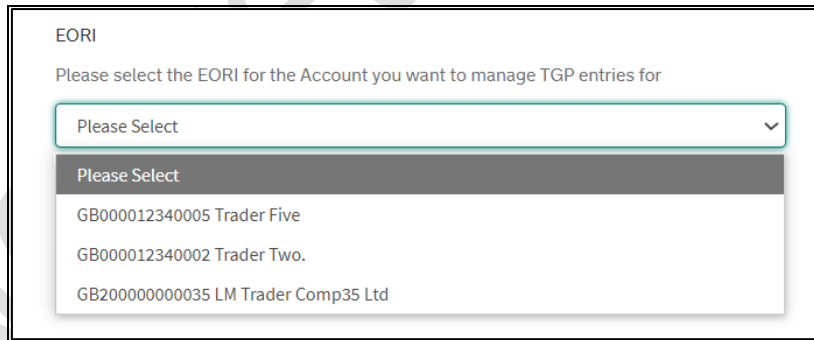 EORI
Please select the EORI for the Account you want to manage TGP entries for
Please Select
Please Select
GB000012340005 Trader Five
GB000012340002 Trader Two.
GB200000000035 LM Trader Comp35 Ltd